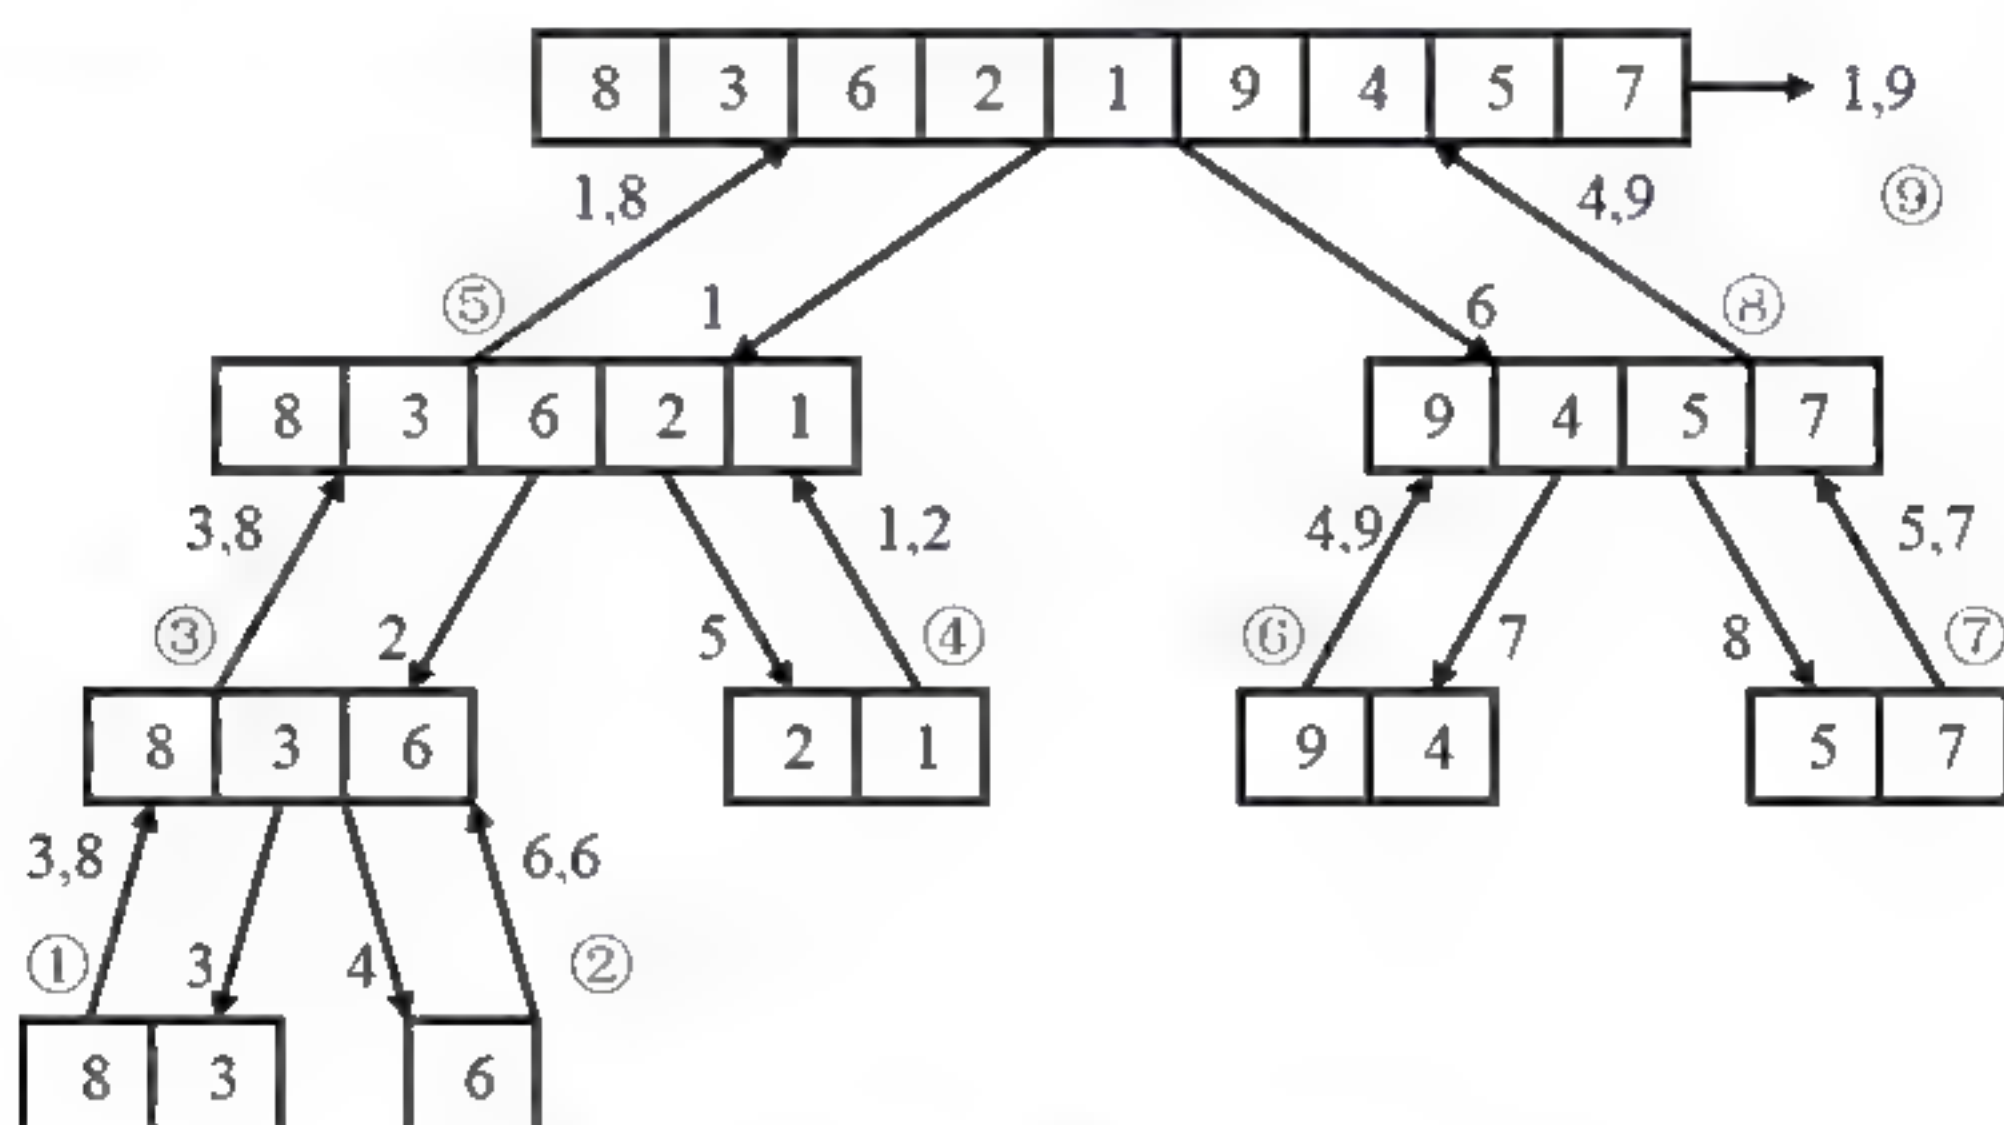 8 3 6 2 1 9 4 5 7 1,9
1,8 4,9 ⑨
⑤ 1 6 ⑧
8 3 6 2 1 9 4 5 7
3,8 1,2 4,9 5,7
③ 2 5 ④ ⑥ 7 8 ⑦
8 3 6 2 1 9 4 5 7
3,8 6,6
① 3 4 ②
8 3 6